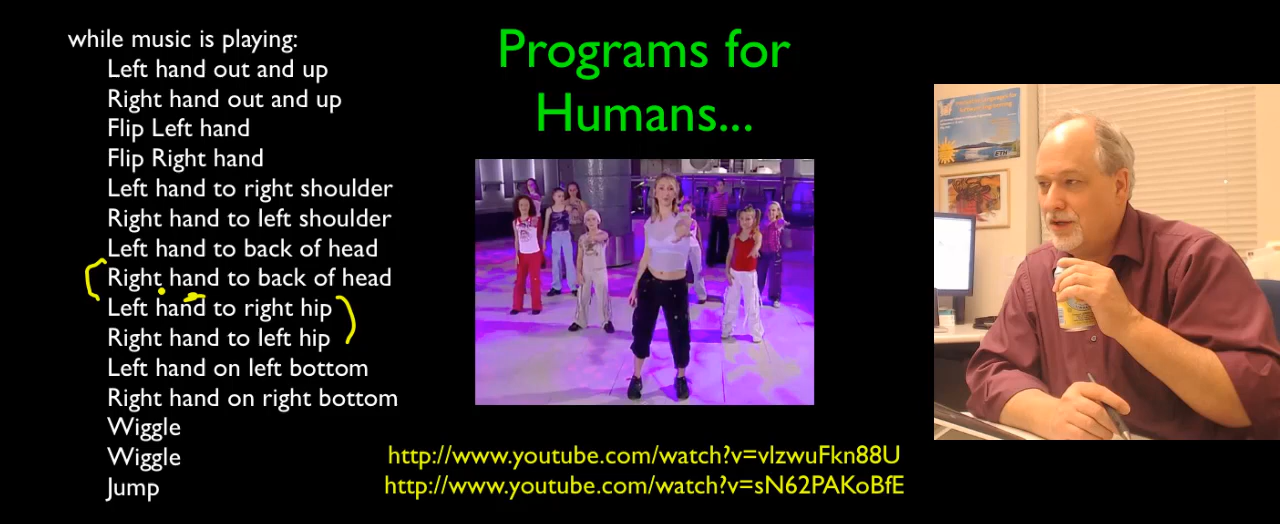 while music is playing:
Left hand out and up
Right hand out and up
Flip Left hand
Flip Right hand
Left hand to right shoulder
Right hand to left shoulder
Left hand to back of head
Right hand to back of head
Left hand to right hip
Right hand to left hip
Left hand on left bottom
Right hand on right bottom
Wiggle
Wiggle
Jump
Programs for
Humans...
http://www.youtube.com/watch?v=vlzwuFkn88U
http://www.youtube.com/watch?v=sN62PAKoBfE
ETH